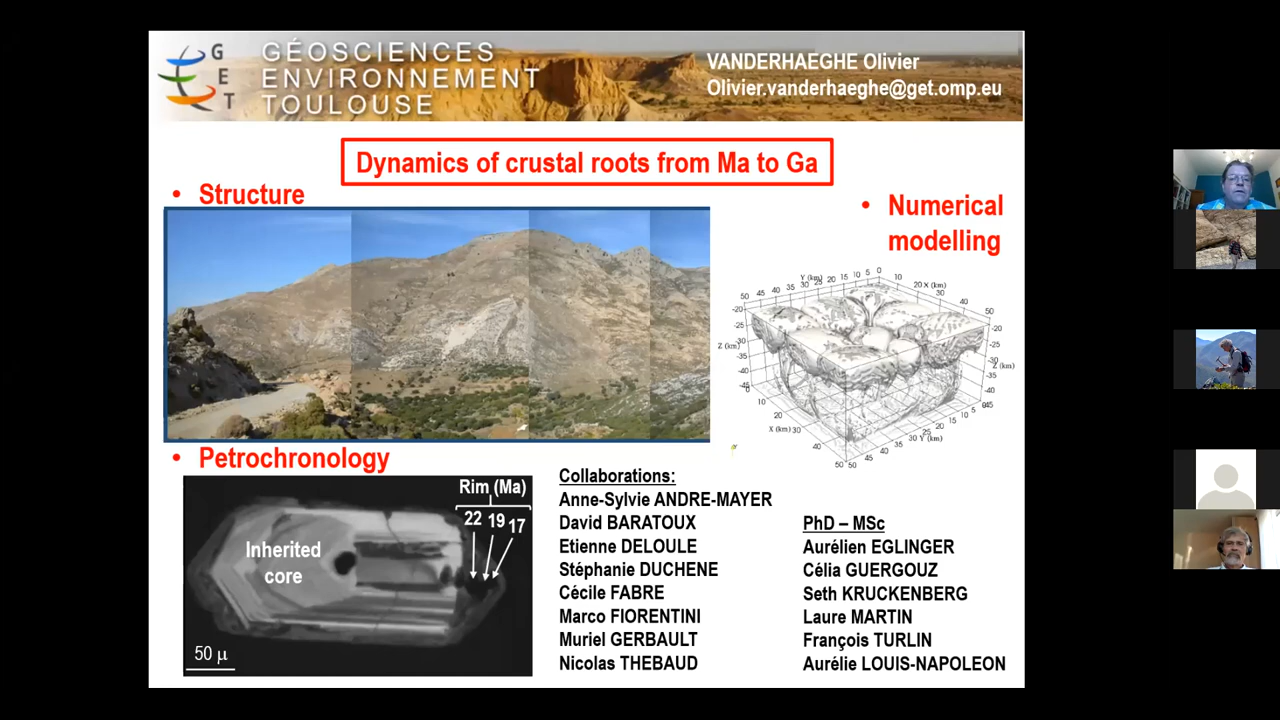 G
E
T
GÉOSCIENCES
ENVIRONNEMENT
TOULOUSE
VANDERHAEGHE Olivier
Olivier.vanderhaeghe@get.omp.eu
Dynamics of crustal roots from Ma to Ga
• Structure
• Numerical
modelling
Y (km)
X (km)
Z (km)
Z (km)
X (km)
Y (km)
• Petrochronology
Rim (Ma)
22 19 17
Inherited
core
50 µ
Collaborations:
Anne-Sylvie ANDRE-MAYER
David BARATOUX
Etienne DELOULE
Stéphanie DUCHENE
Cécile FABRE
Marco FIORENTINI
Muriel GERBAULT
Nicolas THEBAUD
PhD – MSc
Aurélien EGLINGER
Célia GUERGOUZ
Seth KRUCKENBERG
Laure MARTIN
François TURLIN
Aurélie LOUIS-NAPOLEON